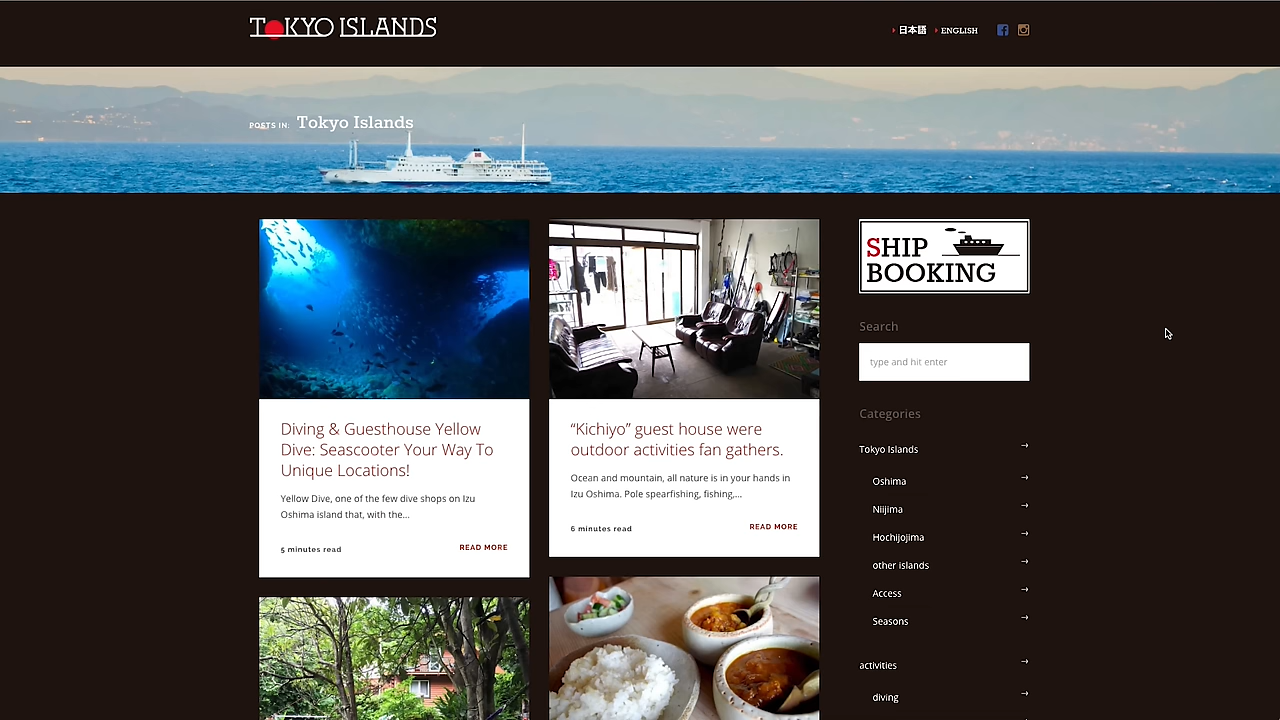 TOKYO ISLANDS
日本語
ENGLISH
POSTS IN: Tokyo Islands
Diving & Guesthouse Yellow
Dive: Seascooter Your Way To
Unique Locations!
Yellow Dive, one of the few dive shops on Izu
Oshima island that, with the...
5 minutes read
READ MORE
“Kichiyo” guest house were
outdoor activities fan gathers.
Ocean and mountain, all nature is in your hands in
Izu Oshima. Pole spearfishing, fishing,...
6 minutes read
READ MORE
SHIP
BOOKING
Search
type and hit enter
Categories
Tokyo Islands →
Oshima →
Niijima →
Hochijojima →
other islands →
Access →
Seasons →
activities →
diving →